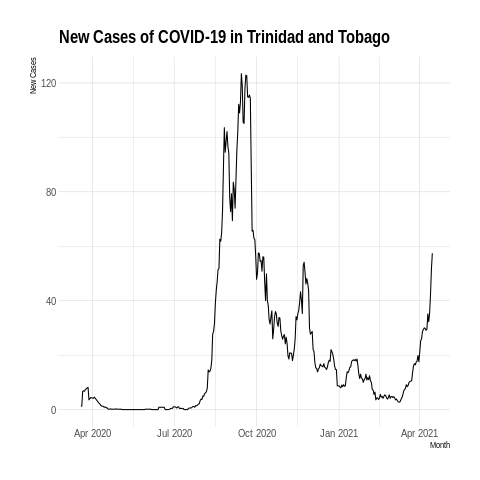 New Cases of COVID-19 in Trinidad and Tobago
New Cases
120
80
40
0
Apr 2020
Jul 2020
Oct 2020
Jan 2021
Apr 2021
Month